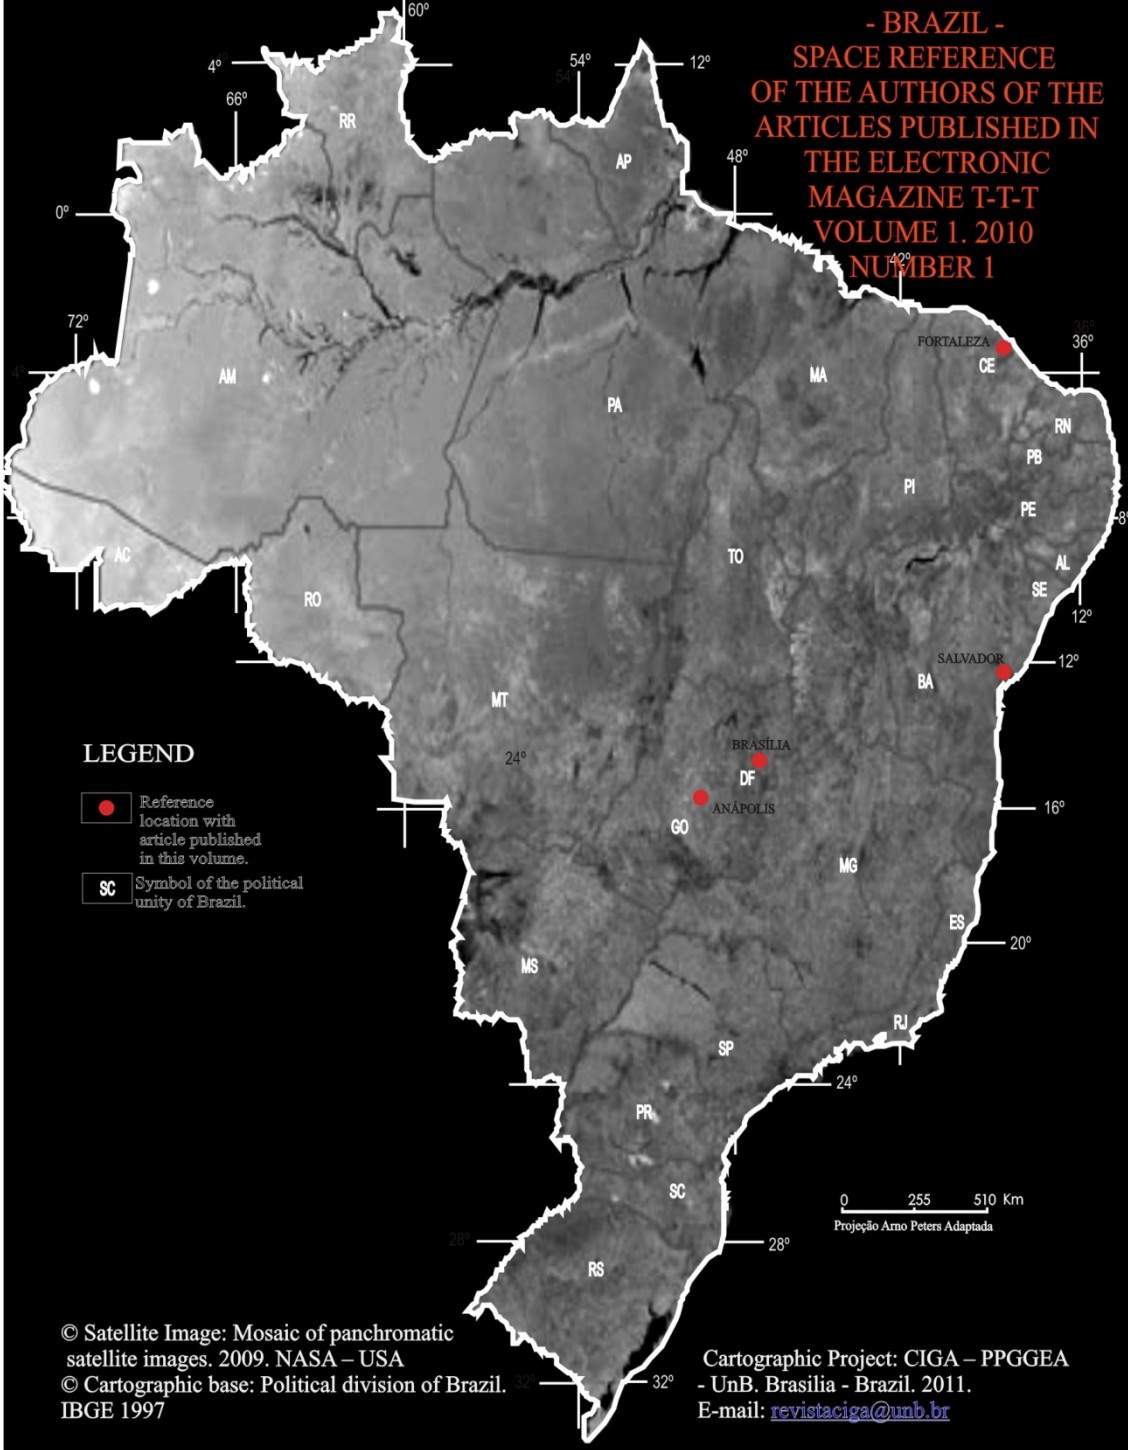 - BRAZIL -
SPACE REFERENCE
OF THE AUTHORS OF THE
ARTICLES PUBLISHED IN
THE ELECTRONIC
MAGAZINE T-T-T
VOLUME 1. 2010
NUMBER 1
60º
4º
54º
54º
12º
66º
RR
AP
48º
0º
42º
72º
36º
36º
FORTALEZA
CE
4º
AM
MA
PA
RN
PB
PI
PE
8º
AC
TO
AL
SE
RO
12º
SALVADOR
12º
BA
MT
BRASÍLIA
24º
DF
ANÁPOLIS
16º
GO
MG
ES
20º
MS
RJ
SP
24º
PR
SC
28º
28º
RS
32º
32º
LEGEND
Reference
location with
article published
in this volume.
SC
Symbol of the political
unity of Brazil.
0 255 510 Km
Projeção Arno Peters Adaptada
© Satellite Image: Mosaic of panchromatic
satellite images. 2009. NASA – USA
© Cartographic base: Political division of Brazil.
IBGE 1997
Cartographic Project: CIGA – PPGGEA
- UnB. Brasilia - Brazil. 2011.
E-mail: revistaciga@unb.br